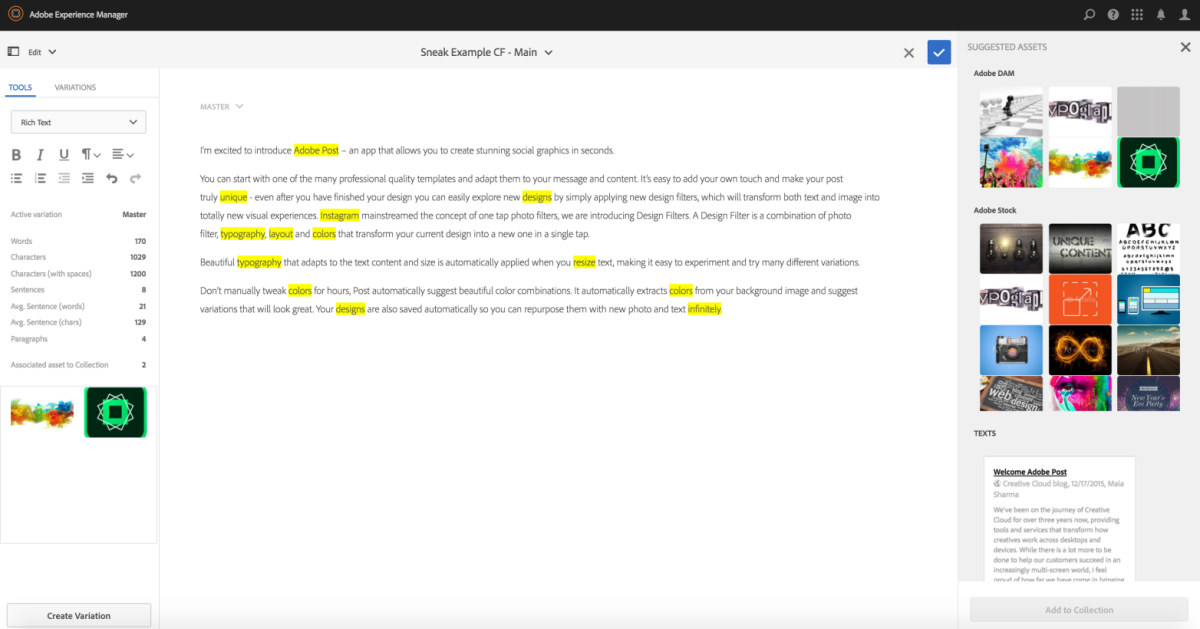 Adobe Experience Manager
Edit
Sneak Example CF - Main
SUGGESTED ASSETS
TOOLS
VARIATIONS
Rich Text
B I U
Active variation Master
Words 170
Characters 1029
Characters (with spaces) 1200
Sentences 8
Avg. Sentence (words) 21
Avg. Sentence (chars) 129
Paragraphs 4
Associated asset to Collection 2
Create Variation
MASTER
I'm excited to introduce Adobe Post – an app that allows you to create stunning social graphics in seconds.
You can start with one of the many professional quality templates and adapt them to your message and content. It's easy to add your own touch and make your post
truly unique - even after you have finished your design you can easily explore new designs by simply applying new design filters, which will transform both text and image into
totally new visual experiences. Instagram mainstreamed the concept of one tap photo filters, we are introducing Design Filters. A Design Filter is a combination of photo
filter, typography, layout and colors that transform your current design into a new one in a single tap.
Beautiful typography that adapts to the text content and size is automatically applied when you resize text, making it easy to experiment and try many different variations.
Don't manually tweak colors for hours, Post automatically suggest beautiful color combinations. It automatically extracts colors from your background image and suggest
variations that will look great. Your designs are also saved automatically so you can repurpose them with new photo and text infinitely.
Adobe DAM
Adobe Stock
UNIQUE
CONTENT
ABC
web design
New Year's
Eve Party
TEXTS
Welcome Adobe Post
Creative Cloud blog, 12/17/2015, Maia
Sharma
We've been on the journey of Creative
Cloud for over three years now, providing
tools and services that transform how
creatives work across desktops and
devices. While there is a lot more to be
done to help our customers succeed in an
increasingly multi-screen world, I feel
proud of how far we have come in bringing
Add to Collection